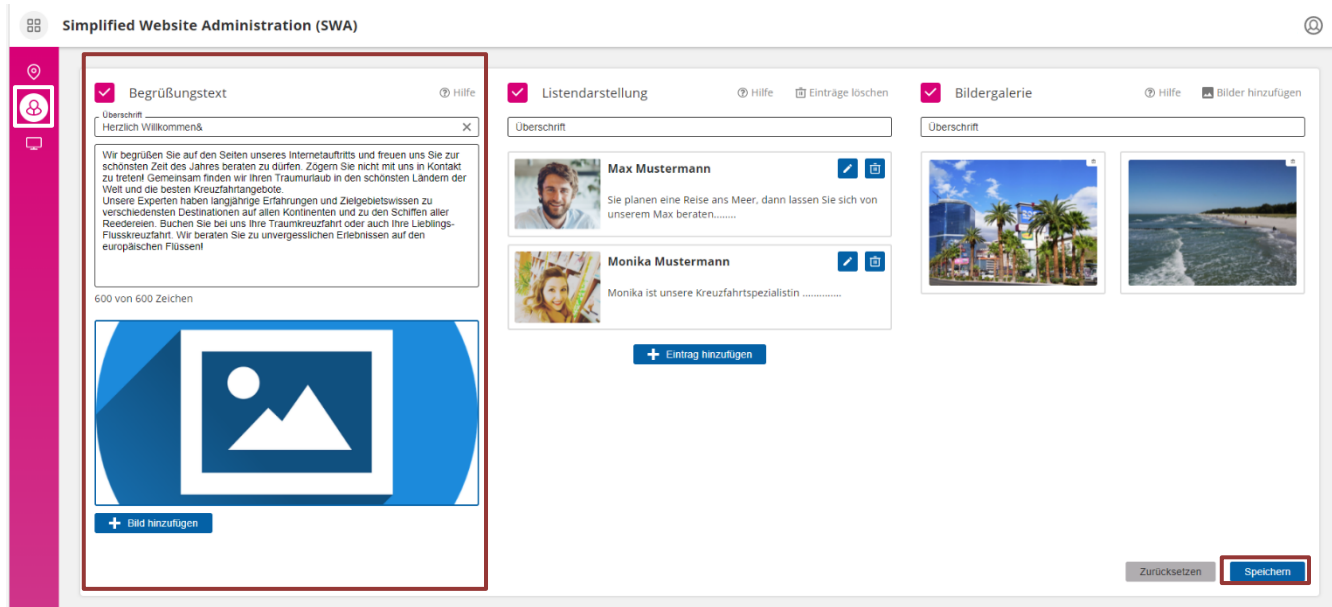 Simplified Website Administration (SWA)
Begrüßungstext
Hilfe
Überschrift
Herzlich Willkommen&
Wir begrüßen Sie auf den Seiten unseres Internetauftritts und freuen uns Sie zur
schönsten Zeit des Jahres beraten zu dürfen. Zögern Sie nicht mit uns in Kontakt
zu treten! Gemeinsam finden wir Ihren Traumurlaub in den schönsten Ländern der
Welt und die besten Kreuzfahrtangebote.
Unsere Experten haben langjährige Erfahrungen und Zielgebietswissen zu
verschiedensten Destinationen auf allen Kontinenten und zu den Schiffen aller
Reedereien. Buchen Sie bei uns Ihre Traumkreuzfahrt oder auch Ihre Lieblings-
Flusskreuzfahrt. Wir beraten Sie zu unvergesslichen Erlebnissen auf den
europäischen Flüssen!
600 von 600 Zeichen
Bild hinzufügen
Listendarstellung
Hilfe
Einträge löschen
Überschrift
Max Mustermann
Sie planen eine Reise ans Meer, dann lassen Sie sich von
unserem Max beraten........
Monika Mustermann
Monika ist unsere Kreuzfahrtspezialistin ..............
Eintrag hinzufügen
Bildergalerie
Hilfe
Bilder hinzufügen
Überschrift
Zurücksetzen
Speichern